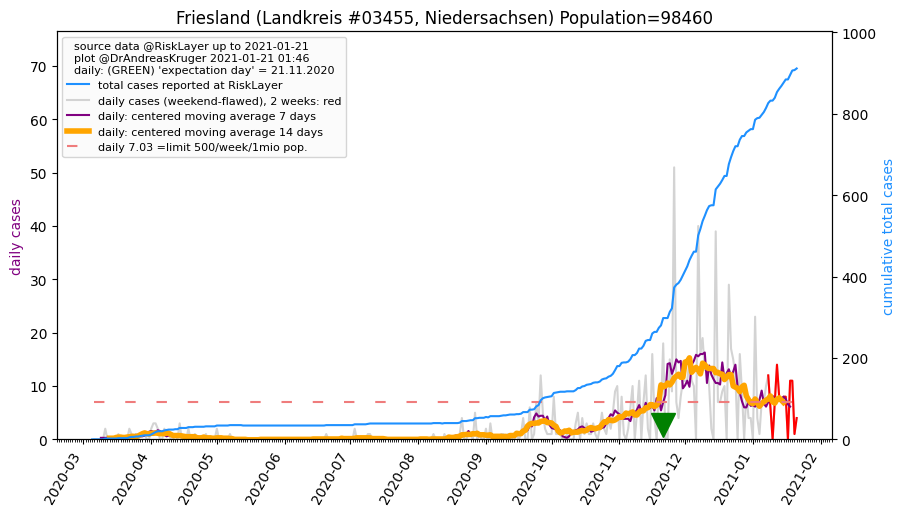 Friesland (Landkreis #03455, Niedersachsen) Population=98460
source data @RiskLayer up to 2021-01-21
plot @DrAndreasKruger 2021-01-21 01:46
daily: (GREEN) 'expectation day' = 21.11.2020
total cases reported at RiskLayer
daily cases (weekend-flawed), 2 weeks: red
daily: centered moving average 7 days
daily: centered moving average 14 days
daily 7.03 =limit 500/week/1mio pop.
daily cases
70
60
50
40
30
20
10
0
cumulative total cases
1000
800
600
400
200
0
2020-03
2020-04
2020-05
2020-06
2020-07
2020-08
2020-09
2020-10
2020-11
2020-12
2021-01
2021-02